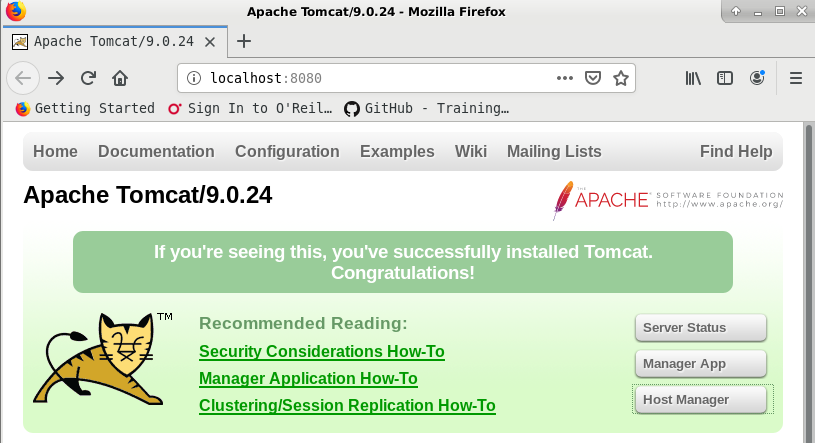 Apache Tomcat/9.0.24 - Mozilla Firefox
Apache Tomcat/9.0.24
localhost:8080
Getting Started Sign In to O'Reil… GitHub - Training…
Home Documentation Configuration Examples Wiki Mailing Lists Find Help
Apache Tomcat/9.0.24
THE APACHE SOFTWARE FOUNDATION
http://www.apache.org/
If you're seeing this, you've successfully installed Tomcat.
Congratulations!
TM
Recommended Reading:
Security Considerations How-To
Manager Application How-To
Clustering/Session Replication How-To
Server Status
Manager App
Host Manager